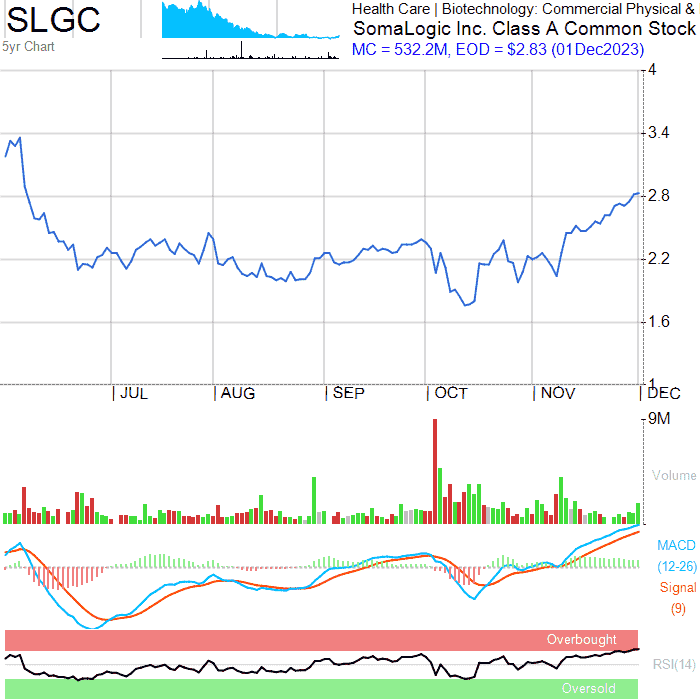 SLGC
5yr Chart
Health Care | Biotechnology: Commercial Physical &
SomaLogic Inc. Class A Common Stock
MC = 532.2M, EOD = $2.83 (01Dec2023)
4
3.4
2.8
2.2
1.6
1
JUL AUG SEP OCT NOV DEC
9M
Volume
MACD
(12-26)
Signal
(9)
Overbought
RSI(14)
Oversold